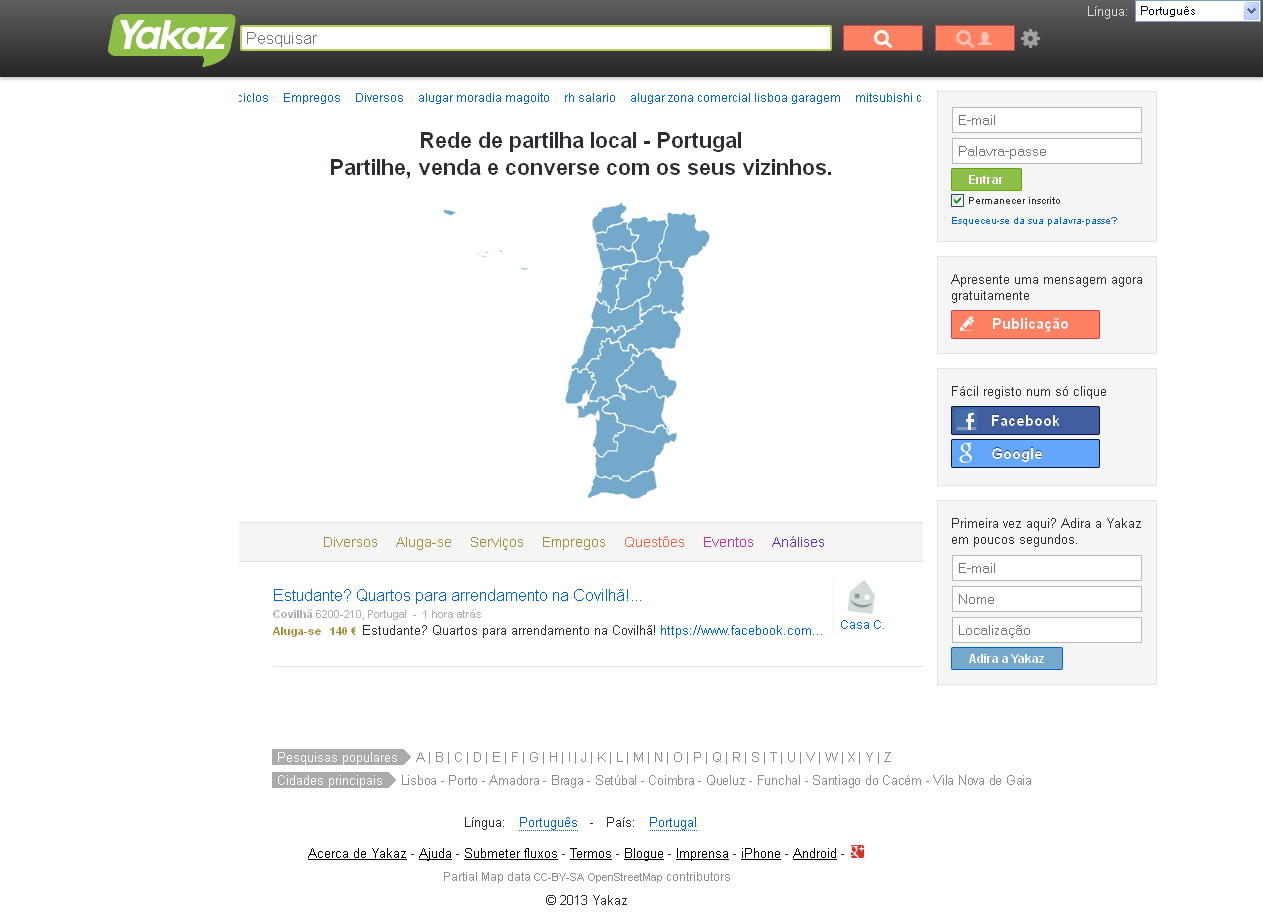 Língua: Português
Yakaz
Pesquisar
ciclos Empregos Diversos alugar moradia magoito rh salario alugar zona comercial lisboa garagem mitsubishi c
Rede de partilha local - Portugal
Partilhe, venda e converse com os seus vizinhos.
E-mail
Palavra-passe
Entrar
Permanecer inscrito
Esqueceu-se da sua palavra-passe?
Apresente uma mensagem agora
gratuitamente
Publicação
Fácil registo num só clique
Facebook
Google
Primeira vez aqui? Adira a Yakaz
em poucos segundos.
E-mail
Nome
Localização
Adira a Yakaz
Diversos Aluga-se Serviços Empregos Questões Eventos Análises
Estudante? Quartos para arrendamento na Covilhã!...
Covilhã 6200-210, Portugal - 1 hora atrás
Aluga-se 140 € Estudante? Quartos para arrendamento na Covilhã! https://www.facebook.com...
Casa C.
Pesquisas populares A | B | C | D | E | F | G | H | I | J | K | L | M | N | O | P | Q | R | S | T | U | V | W | X | Y | Z
Cidades principais Lisboa - Porto - Amadora - Braga - Setúbal - Coimbra - Queluz - Funchal - Santiago do Cacém - Vila Nova de Gaia
Língua: Português - País: Portugal
Acerca de Yakaz - Ajuda - Submeter fluxos - Termos - Blogue - Imprensa - iPhone - Android -
Partial Map data CC-BY-SA OpenStreetMap contributors
© 2013 Yakaz